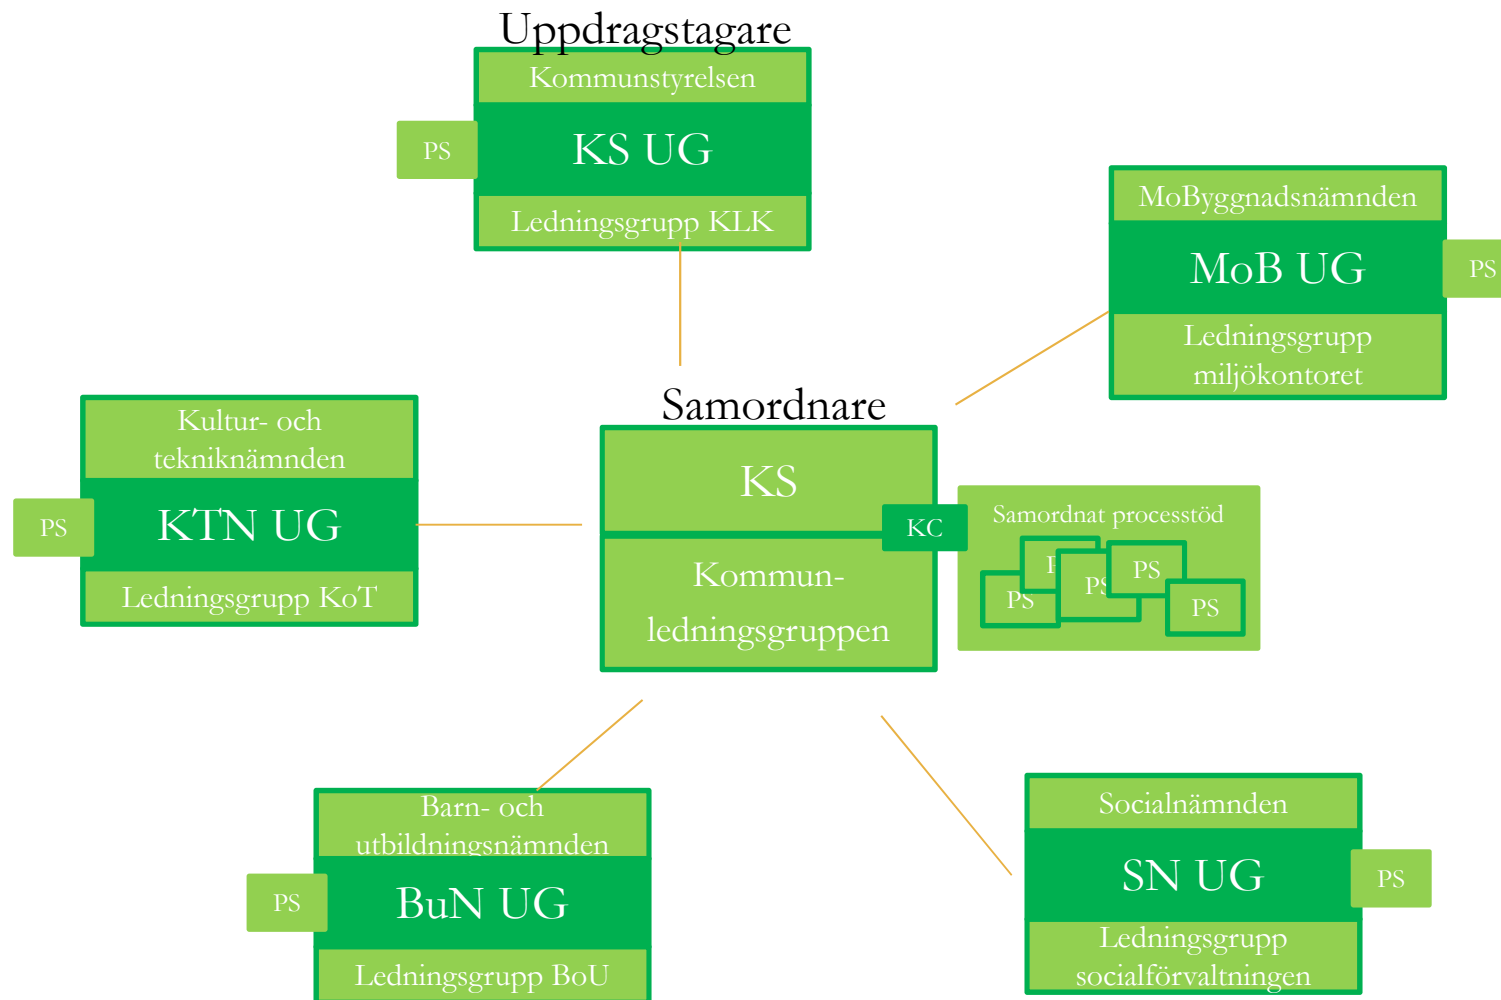 Uppdragstagare
Kommunstyrelsen
PS
KS UG
Ledningsgrupp KLK
MoByggnadsnämnden
MoB UG
PS
Ledningsgrupp
miljökontoret
Kultur- och
tekniknämnden
PS
KTN UG
Ledningsgrupp KoT
Samordnare
KS
KC
Kommun-
ledningsgruppen
Samordnat processtöd
PS
PS
PS
PS
Barn- och
utbildningsnämnden
PS
BuN UG
Ledningsgrupp BoU
Socialnämnden
SN UG
PS
Ledningsgrupp
socialförvaltningen